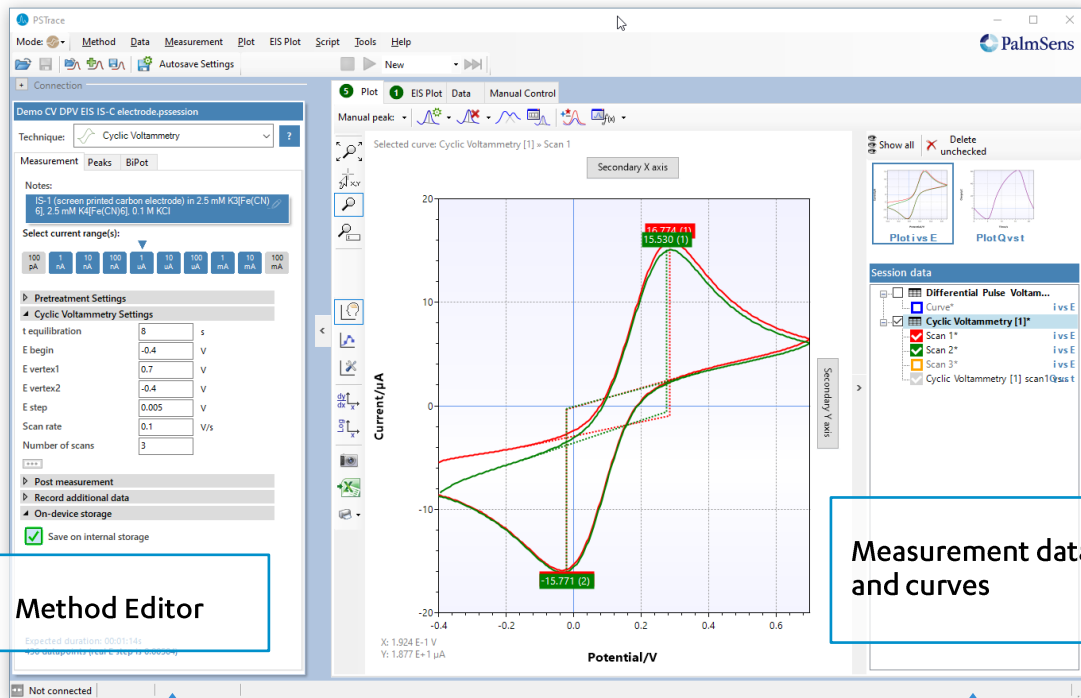 PSTrace
Mode: Method Data Measurement Plot EIS Plot Script Tools Help
PalmSens
Autosave Settings New
Connection
Demo CV DPV EIS IS-C electrode.pssession
Technique: Cyclic Voltammetry ?
Measurement Peaks BiPot
Notes:
IS-1 (screen printed carbon electrode) in 2.5 mM K3[Fe(CN)
6], 2.5 mM K4[Fe(CN)6], 0.1 M KCl
Select current range(s):
100 pA 1 nA 10 nA 100 nA 1 uA 10 uA 100 uA 1 mA 10 mA 100 mA
Pretreatment Settings
Cyclic Voltammetry Settings
t equilibration 8 s
E begin -0.4 V
E vertex1 0.7 V
E vertex2 -0.4 V
E step 0.005 V
Scan rate 0.1 V/s
Number of scans 3
Post measurement
Record additional data
On-device storage
Save on internal storage
Method Editor
Expected duration: 00:01:14s
Not connected
5 Plot 1 EIS Plot Data Manual Control
Manual peak:
Selected curve: Cyclic Voltammetry [1] » Scan 1
Secondary X axis
16.774 (1)
15.530 (1)
-15.771 (2)
20
10
0
-10
-20
-0.4 -0.2 0.0 0.2 0.4 0.6
Current/µA
Potential/V
Secondary Y axis
X: 1.924 E-1 V
Y: 1.877 E+1 µA
Show all Delete
unchecked
Plot i vs E Plot Q vs t
Session data
Differential Pulse Voltam...
Curve* i vs E
Cyclic Voltammetry [1]*
Scan 1* i vs E
Scan 2* i vs E
Scan 3* i vs E
Cyclic Voltammetry [1] scan1
Measurement data
and curves